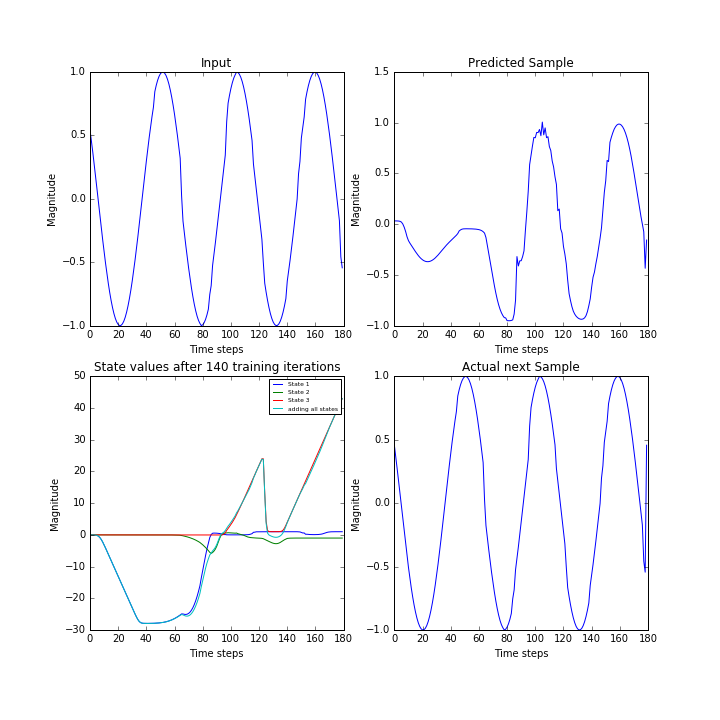 Input
1.0
0.5
0.0
−0.5
−1.0
Magnitude
0 20 40 60 80 100 120 140 160 180
Time steps
Predicted Sample
1.5
1.0
0.5
0.0
−0.5
−1.0
Magnitude
0 20 40 60 80 100 120 140 160 180
Time steps
State values after 140 training iterations
50
40
30
20
10
0
−10
−20
−30
Magnitude
State 1
State 2
State 3
adding all states
0 20 40 60 80 100 120 140 160 180
Time steps
Actual next Sample
1.0
0.5
0.0
−0.5
−1.0
Magnitude
0 20 40 60 80 100 120 140 160 180
Time steps